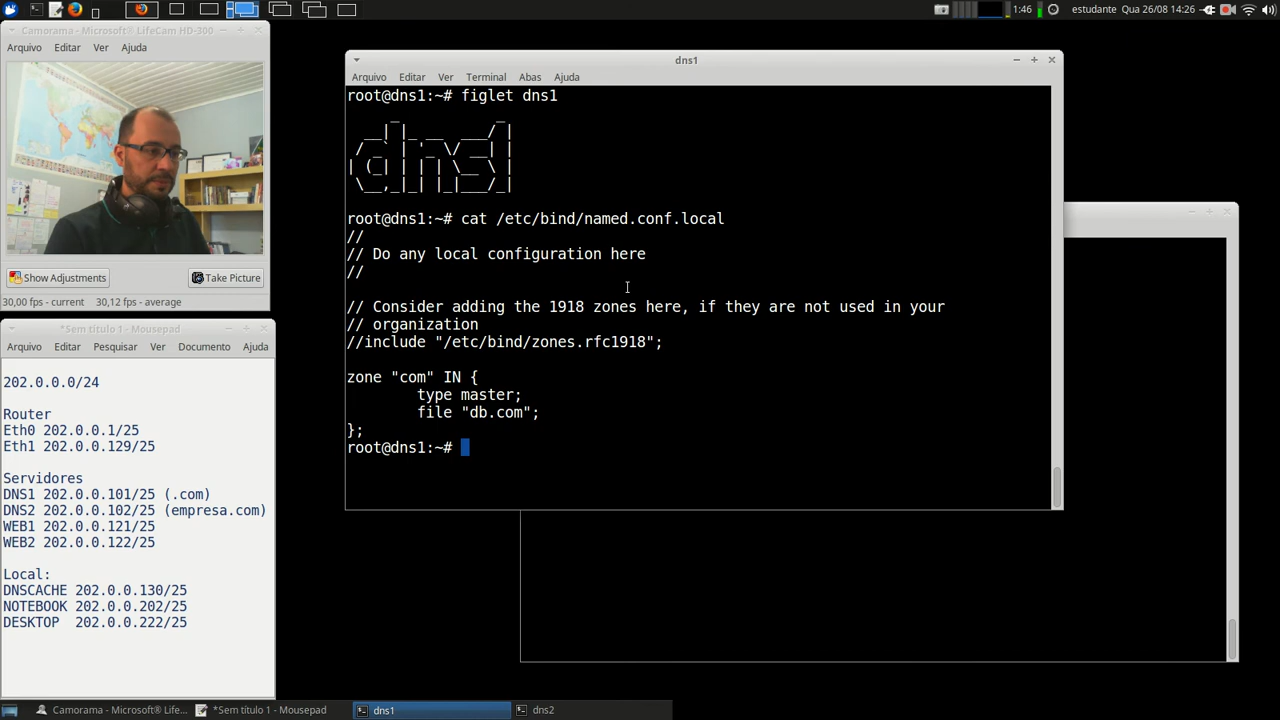 1:46
estudante
Qua 26/08 14:26
Camorama - Microsoft® LifeCam HD-300
Arquivo Editar Ver Ajuda
Show Adjustments
Take Picture
30,00 fps - current 30,12 fps - average
*Sem título 1 - Mousepad
Arquivo Editar Pesquisar Ver Documento Ajuda
202.0.0.0/24
Router
Eth0 202.0.0.1/25
Eth1 202.0.0.129/25
Servidores
DNS1 202.0.0.101/25 (.com)
DNS2 202.0.0.102/25 (empresa.com)
WEB1 202.0.0.121/25
WEB2 202.0.0.122/25
Local:
DNSCACHE 202.0.0.130/25
NOTEBOOK 202.0.0.202/25
DESKTOP 202.0.0.222/25
dns1
Arquivo Editar Ver Terminal Abas Ajuda
root@dns1:~# figlet dns1
dns1
root@dns1:~# cat /etc/bind/named.conf.local
//
// Do any local configuration here
//
// Consider adding the 1918 zones here, if they are not used in your
// organization
//include "/etc/bind/zones.rfc1918";
zone "com" IN {
type master;
file "db.com";
};
root@dns1:~#
Camorama - Microsoft® LifeC...
*Sem título 1 - Mousepad
dns1
dns2